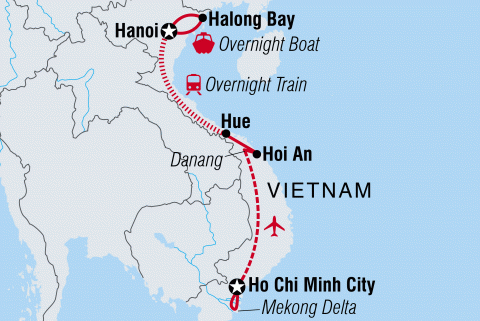 Halong Bay
Hanoi
Overnight Boat
Overnight Train
Hue
Danang
Hoi An
VIETNAM
Ho Chi Minh City
Mekong Delta